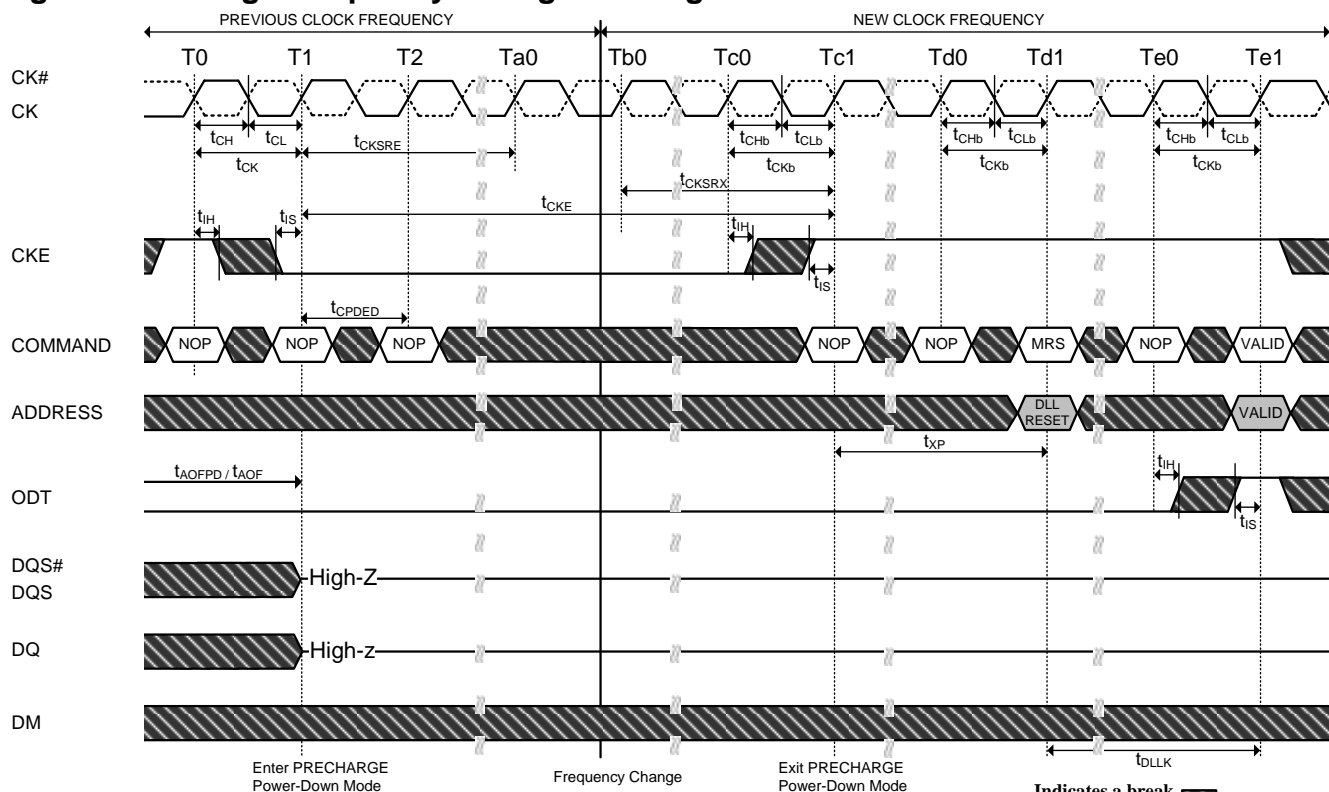 PREVIOUS CLOCK FREQUENCY NEW CLOCK FREQUENCY
T0 T1 T2 Ta0 Tb0 Tc0 Tc1 Td0 Td1 Te0 Te1
CK#
CK
tCH tCL tCHb tCLb tCHb tCLb tCHb tCLb
tCK tCKSRE tCKb tCKb tCKb
tCKSRX
tCKE
tIH tIS tIH
CKE
tIS
tCPDED
COMMAND NOP NOP NOP NOP NOP MRS NOP VALID
ADDRESS DLL RESET VALID
tXP
tAOFPD / tAOF tIH
ODT
tIS
DQS#
DQS
High-Z
DQ High-z
DM
tDLLK
Enter PRECHARGE
Power-Down Mode
Frequency Change
Exit PRECHARGE
Power-Down Mode
Indicates a break